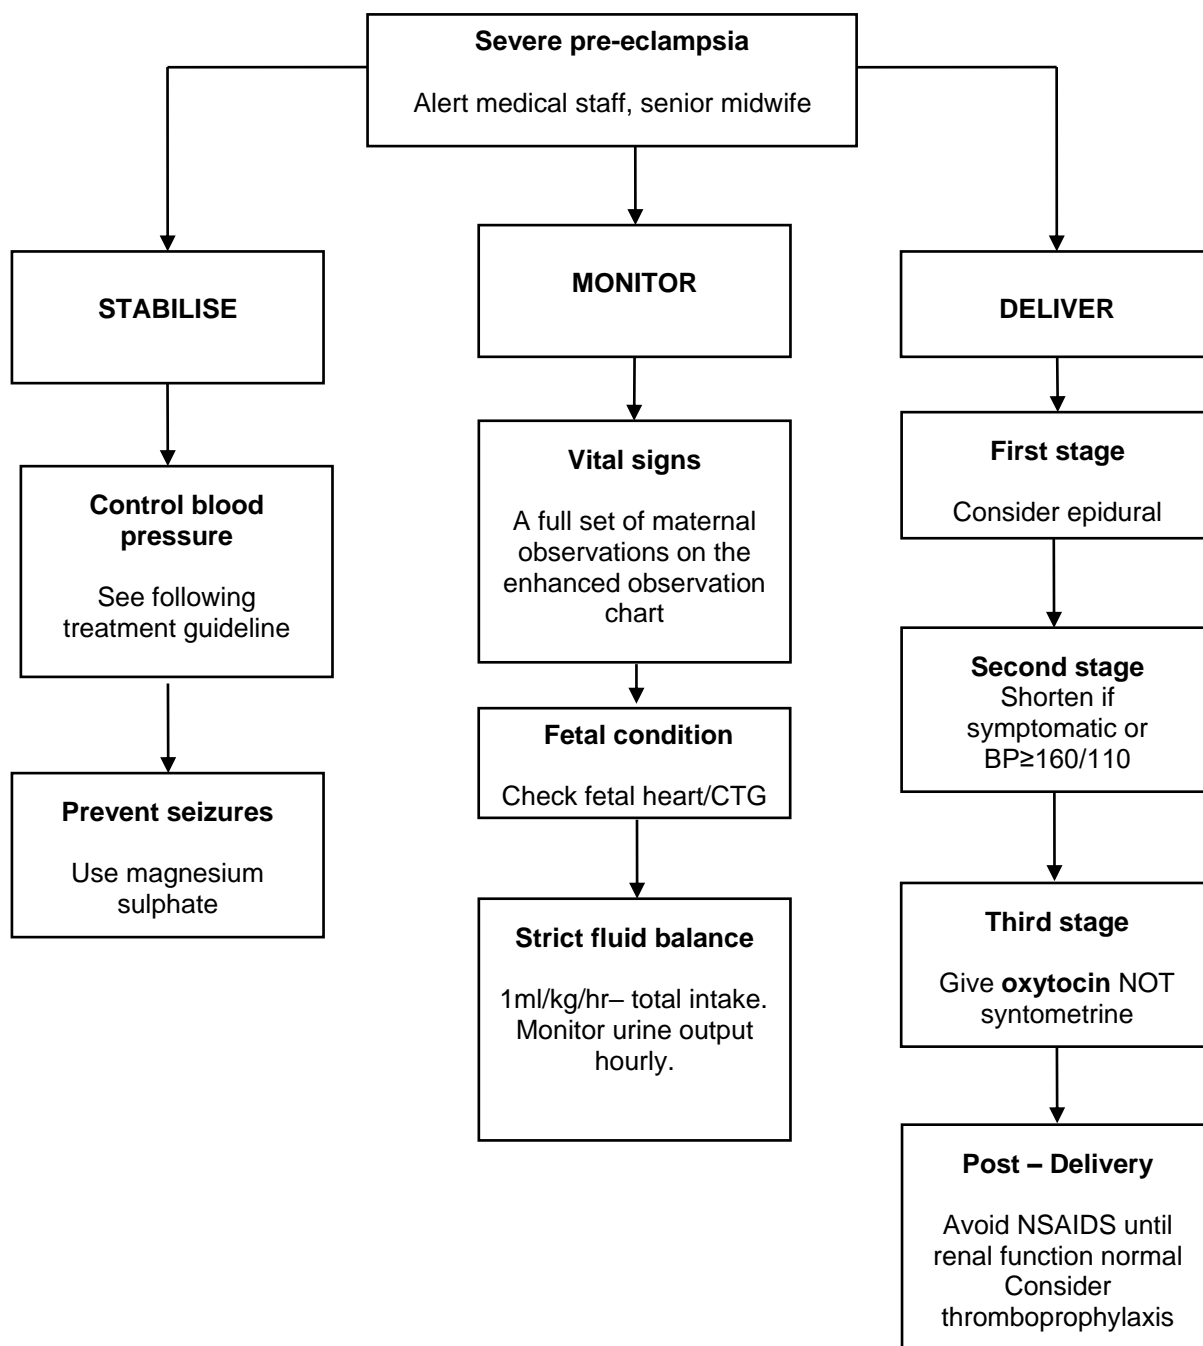 Severe pre-eclampsia
Alert medical staff, senior midwife
STABILISE
Control blood
pressure
See following
treatment guideline
Prevent seizures
Use magnesium
sulphate
MONITOR
Vital signs
A full set of maternal
observations on the
enhanced observation
chart
Fetal condition
Check fetal heart/CTG
Strict fluid balance
1ml/kg/hr– total intake.
Monitor urine output
hourly.
DELIVER
First stage
Consider epidural
Second stage
Shorten if
symptomatic or
BP≥160/110
Third stage
Give oxytocin NOT
syntometrine
Post – Delivery
Avoid NSAIDS until
renal function normal
Consider
thromboprophylaxis